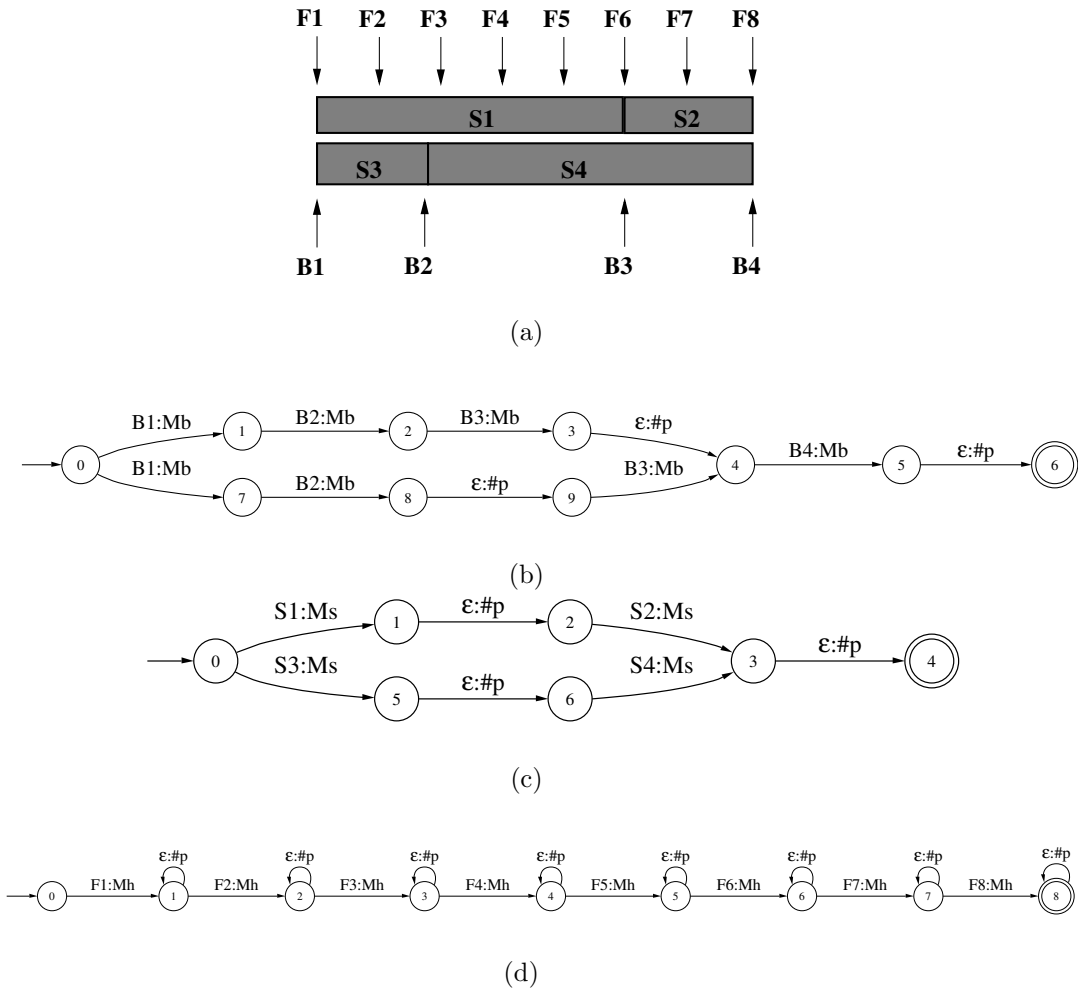 F1 F2 F3 F4 F5 F6 F7 F8
S1 S2
S3 S4
B1 B2 B3 B4
(a)
B1:Mb B2:Mb B3:Mb ε:#p
0 1 2 3 4 B4:Mb 5 ε:#p 6
B1:Mb B2:Mb ε:#p B3:Mb
7 8 9
(b)
S1:Ms ε:#p S2:Ms
0 1 2 3 ε:#p 4
S3:Ms ε:#p S4:Ms
5 6
(c)
ε:#p ε:#p ε:#p ε:#p ε:#p ε:#p ε:#p ε:#p
0 F1:Mh 1 F2:Mh 2 F3:Mh 3 F4:Mh 4 F5:Mh 5 F6:Mh 6 F7:Mh 7 F8:Mh 8
(d)